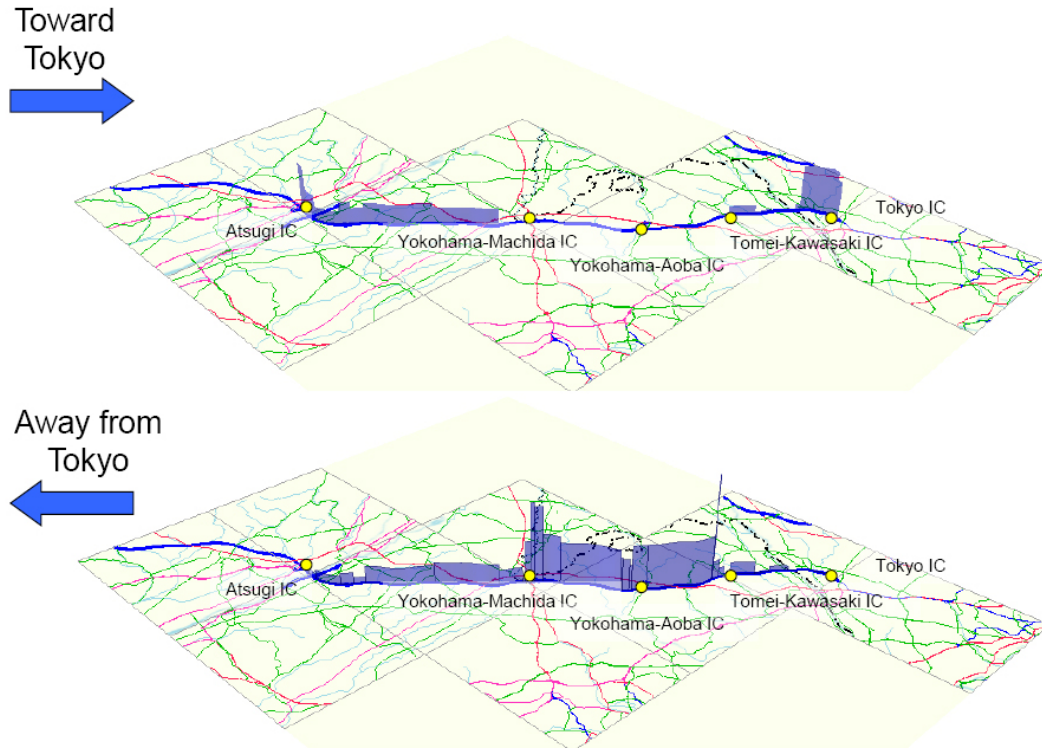 Toward
Tokyo
Tokyo IC
Atsugi IC
Yokohama-Machida IC
Tomei-Kawasaki IC
Yokohama-Aoba IC
Away from
Tokyo
Tokyo IC
Atsugi IC
Yokohama-Machida IC
Tomei-Kawasaki IC
Yokohama-Aoba IC